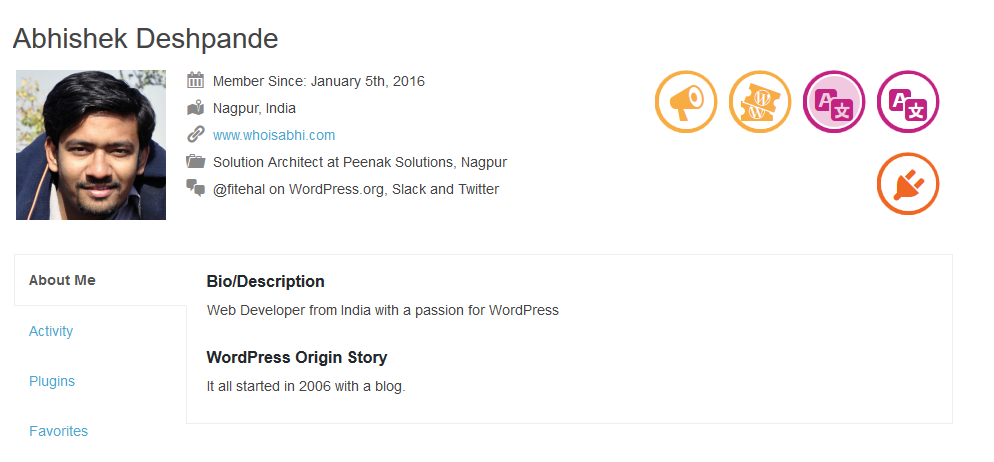 Abhishek Deshpande
Member Since: January 5th, 2016
Nagpur, India
www.whoisabhi.com
Solution Architect at Peenak Solutions, Nagpur
@fitehal on WordPress.org, Slack and Twitter
A 文 A 文
About Me
Activity
Plugins
Favorites
Bio/Description
Web Developer from India with a passion for WordPress
WordPress Origin Story
It all started in 2006 with a blog.